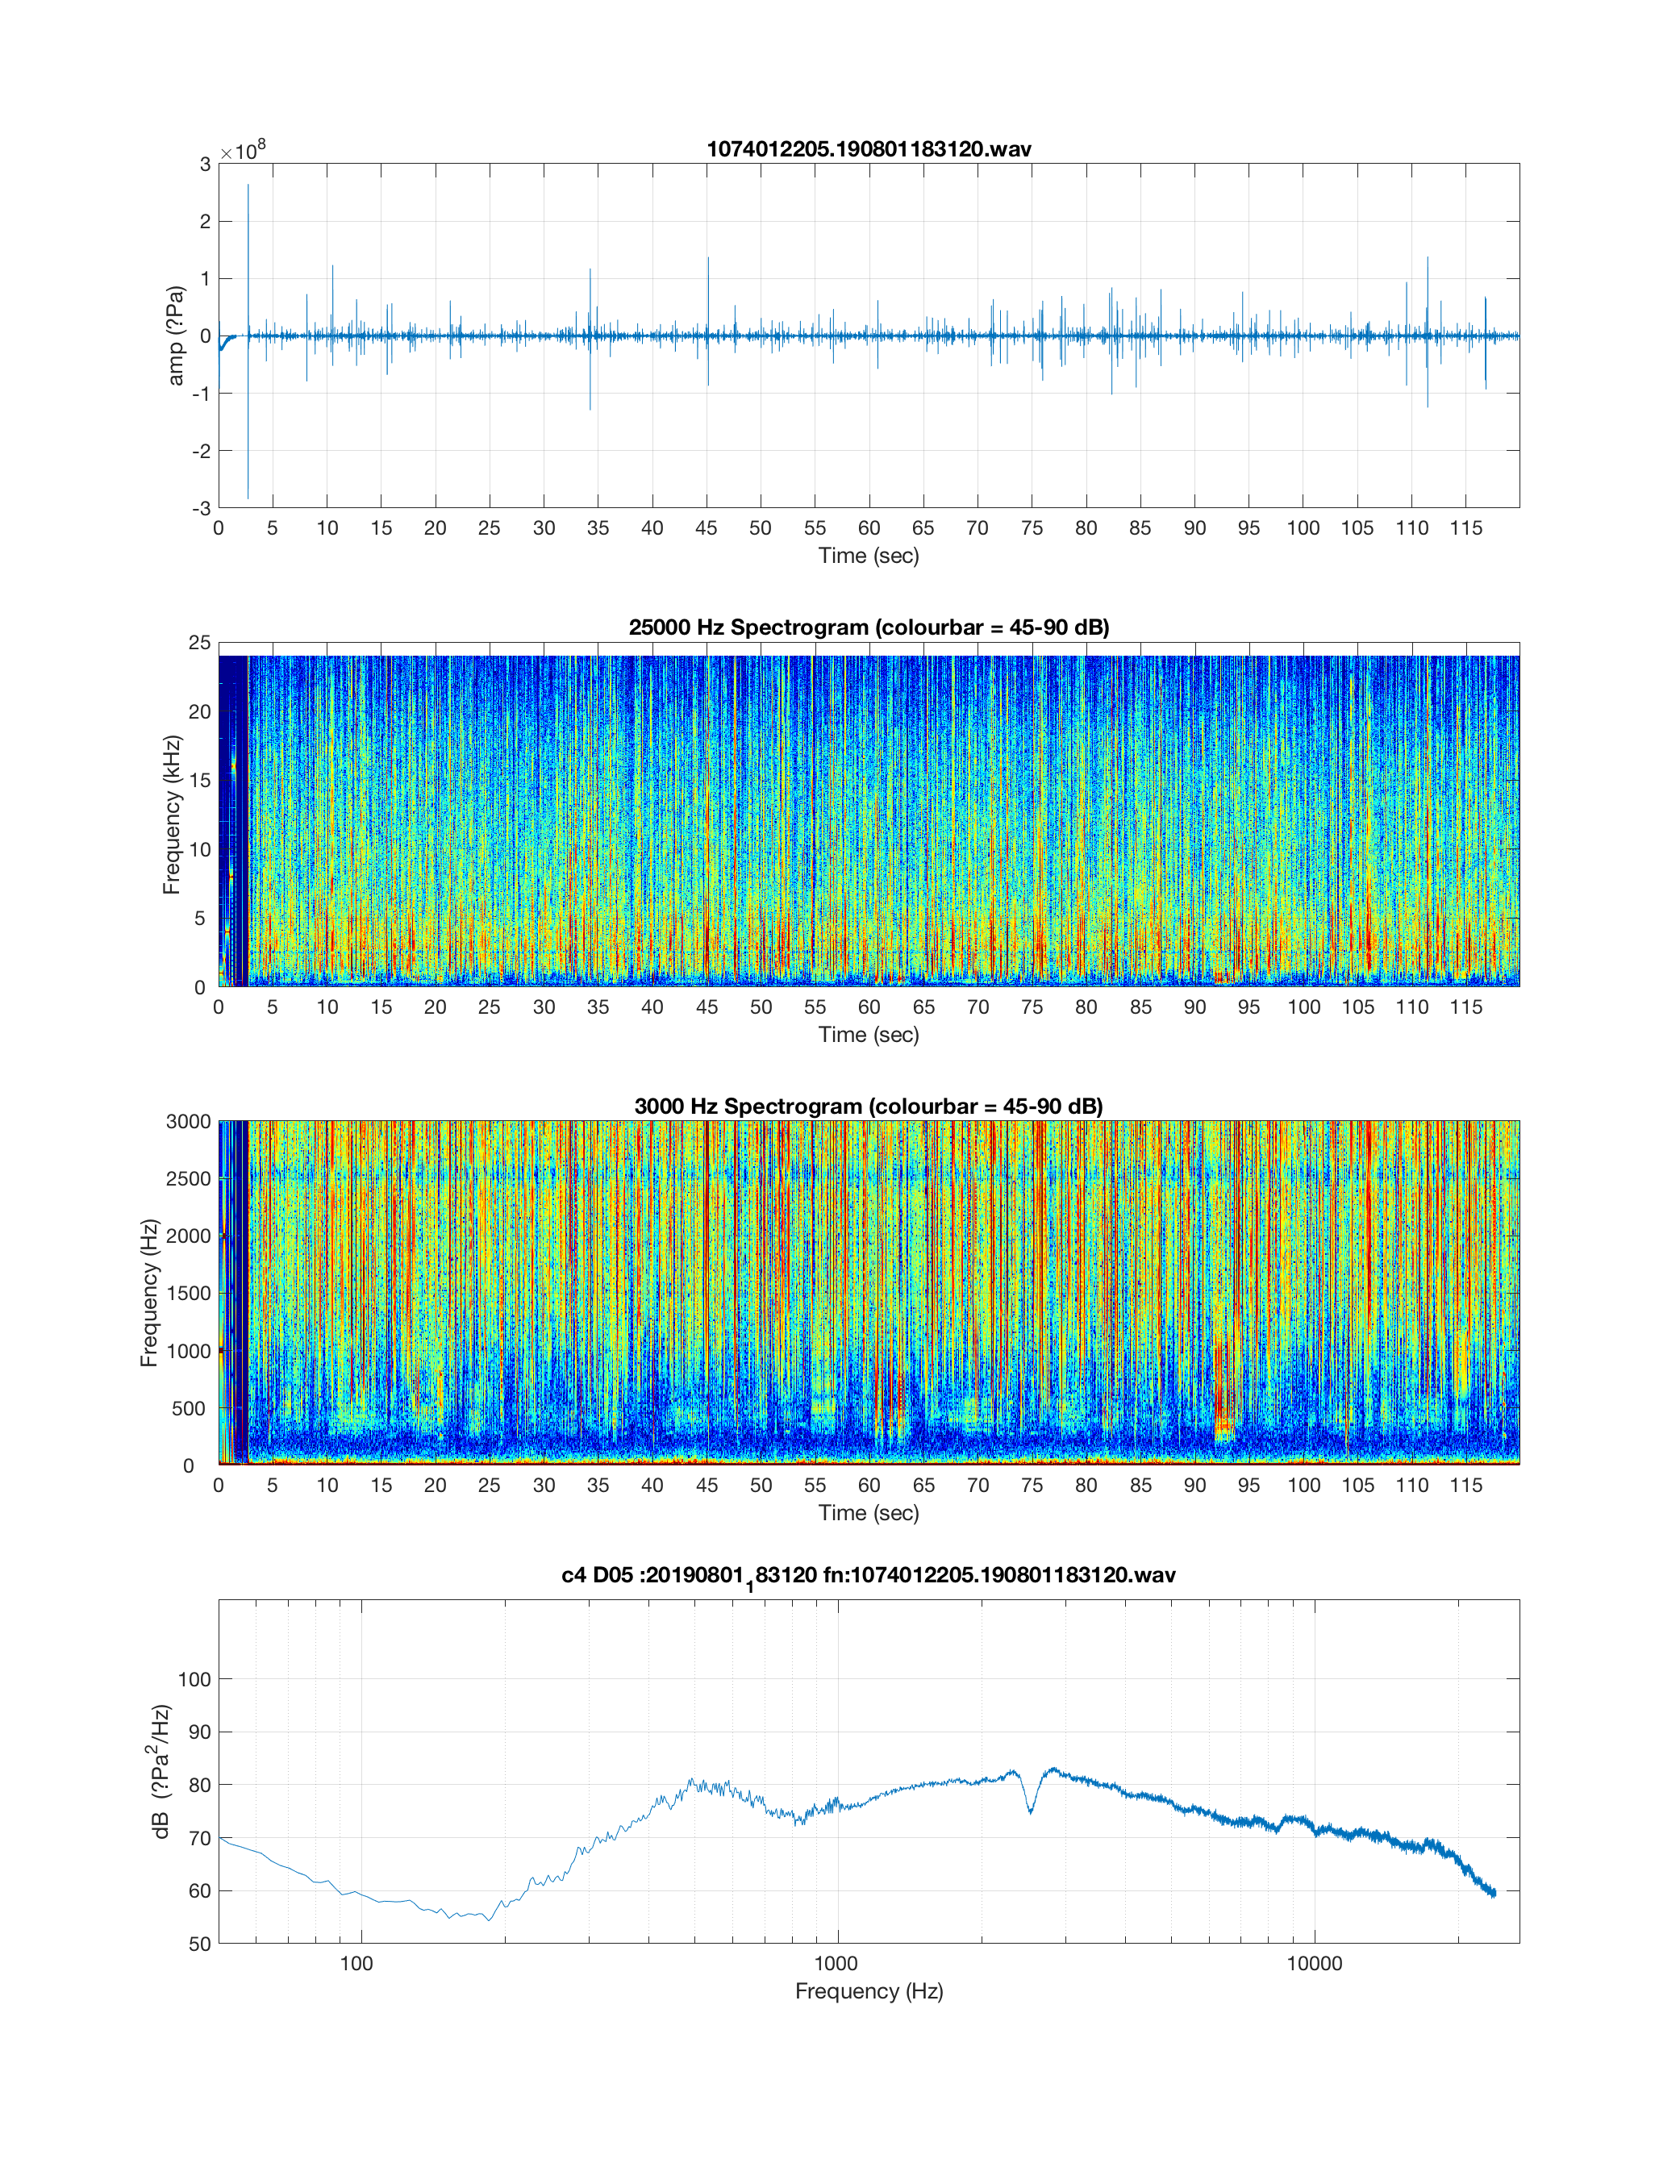 1074012205.190801183120.wav
×10⁸
3
2
1
0
-1
-2
-3
amp (?Pa)
0 5 10 15 20 25 30 35 40 45 50 55 60 65 70 75 80 85 90 95 100 105 110 115
Time (sec)
25000 Hz Spectrogram (colourbar = 45-90 dB)
25
20
15
10
5
0
Frequency (kHz)
0 5 10 15 20 25 30 35 40 45 50 55 60 65 70 75 80 85 90 95 100 105 110 115
Time (sec)
3000 Hz Spectrogram (colourbar = 45-90 dB)
3000
2500
2000
1500
1000
500
0
Frequency (Hz)
0 5 10 15 20 25 30 35 40 45 50 55 60 65 70 75 80 85 90 95 100 105 110 115
Time (sec)
c4 D05 :20190801₁83120 fn:1074012205.190801183120.wav
100
90
80
70
60
50
dB (?Pa²/Hz)
100 1000 10000
Frequency (Hz)